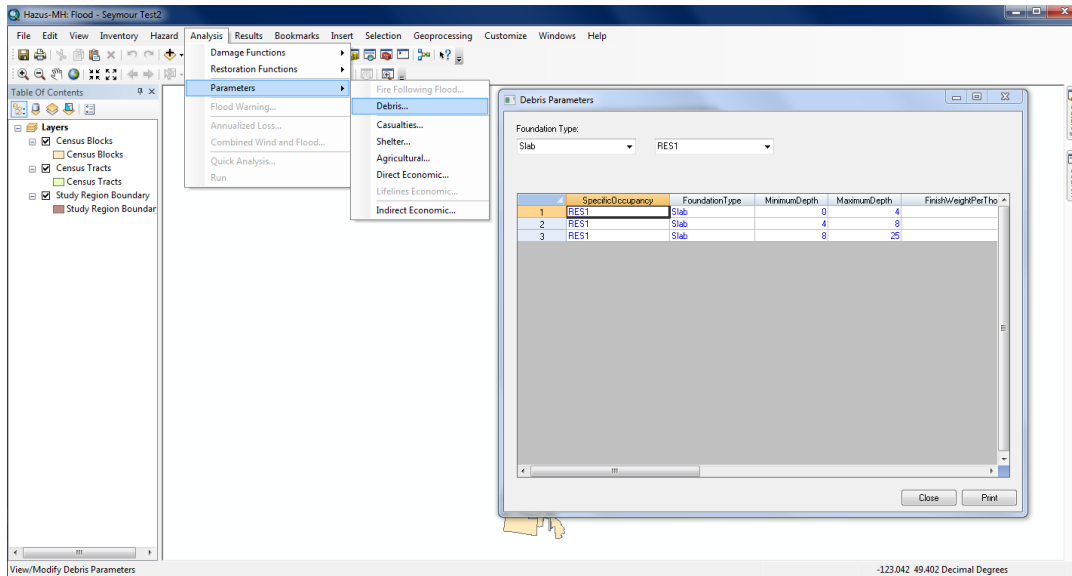 Hazus-MH: Flood - Seymour Test2
File Edit View Inventory Hazard Analysis Results Bookmarks Insert Selection Geoprocessing Customize Windows Help
Table Of Contents
Layers
Census Blocks
Census Blocks
Census Tracts
Census Tracts
Study Region Boundary
Study Region Boundar
Damage Functions
Restoration Functions
Parameters
Flood Warning...
Annualized Loss...
Combined Wind and Flood...
Quick Analysis...
Run
Fire Following Flood...
Debris...
Casualties...
Shelter...
Agricultural...
Direct Economic...
Lifelines Economic...
Indirect Economic...
Debris Parameters
Foundation Type:
Slab RES1
SpecificOccupancy FoundationType MinimumDepth MaximumDepth FinishWeightPerTho
1 RES1 Slab 0 4
2 RES1 Slab 4 8
3 RES1 Slab 8 25
Close Print
View/Modify Debris Parameters -123.042 49.402 Decimal Degrees